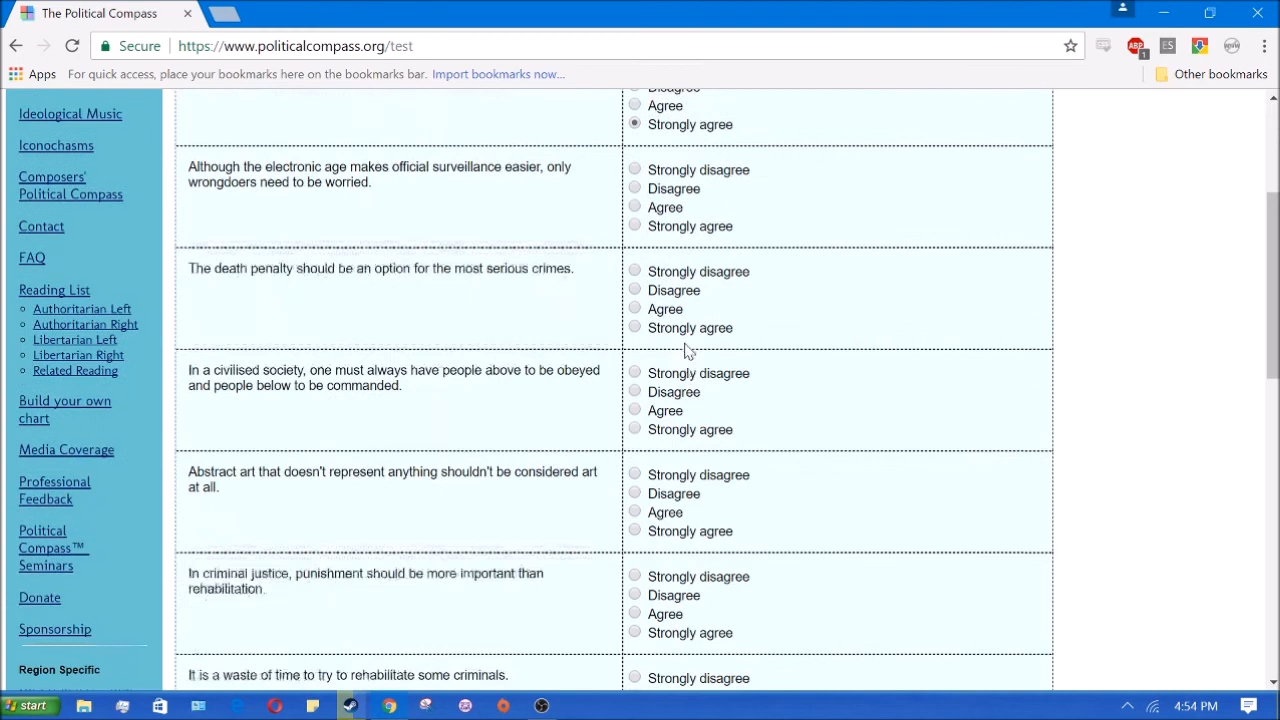 The Political Compass
Secure
https://www.politicalcompass.org/test
ABP
1
ES
Apps
For quick access, place your bookmarks here on the bookmarks bar.
Import bookmarks now...
Other bookmarks
Ideological Music
Iconochasms
Composers'
Political Compass
Contact
FAQ
Reading List
Authoritarian Left
Authoritarian Right
Libertarian Left
Libertarian Right
Related Reading
Build your own
chart
Media Coverage
Professional
Feedback
Political
Compass™
Seminars
Donate
Sponsorship
Region Specific
Disagree
Agree
Strongly agree
Although the electronic age makes official surveillance easier, only
wrongdoers need to be worried.
Strongly disagree
Disagree
Agree
Strongly agree
The death penalty should be an option for the most serious crimes.
Strongly disagree
Disagree
Agree
Strongly agree
In a civilised society, one must always have people above to be obeyed
and people below to be commanded.
Strongly disagree
Disagree
Agree
Strongly agree
Abstract art that doesn't represent anything shouldn't be considered art
at all.
Strongly disagree
Disagree
Agree
Strongly agree
In criminal justice, punishment should be more important than
rehabilitation.
Strongly disagree
Disagree
Agree
Strongly agree
It is a waste of time to try to rehabilitate some criminals.
Strongly disagree
start
4:54 PM